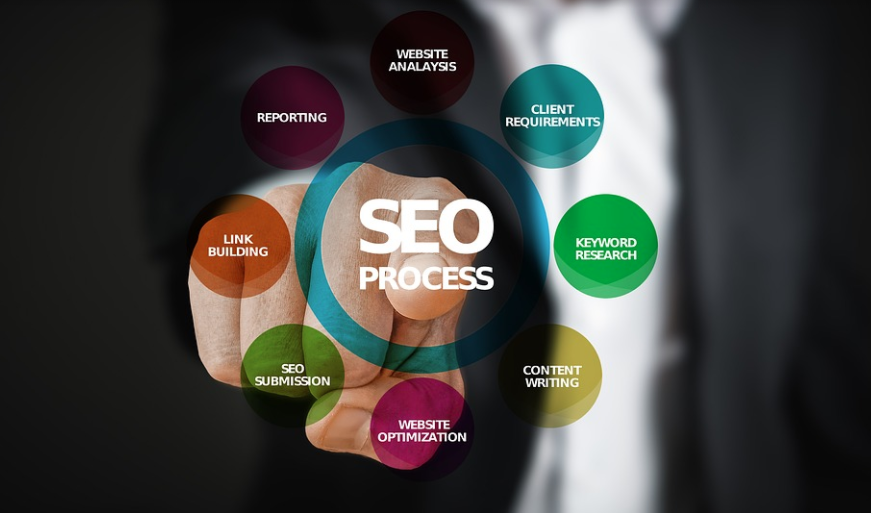 WEBSITE
ANALAYSIS
CLIENT
REQUIREMENTS
KEYWORD
RESEARCH
CONTENT
WRITING
WEBSITE
OPTIMIZATION
SEO
SUBMISSION
LINK
BUILDING
REPORTING
SEO
PROCESS